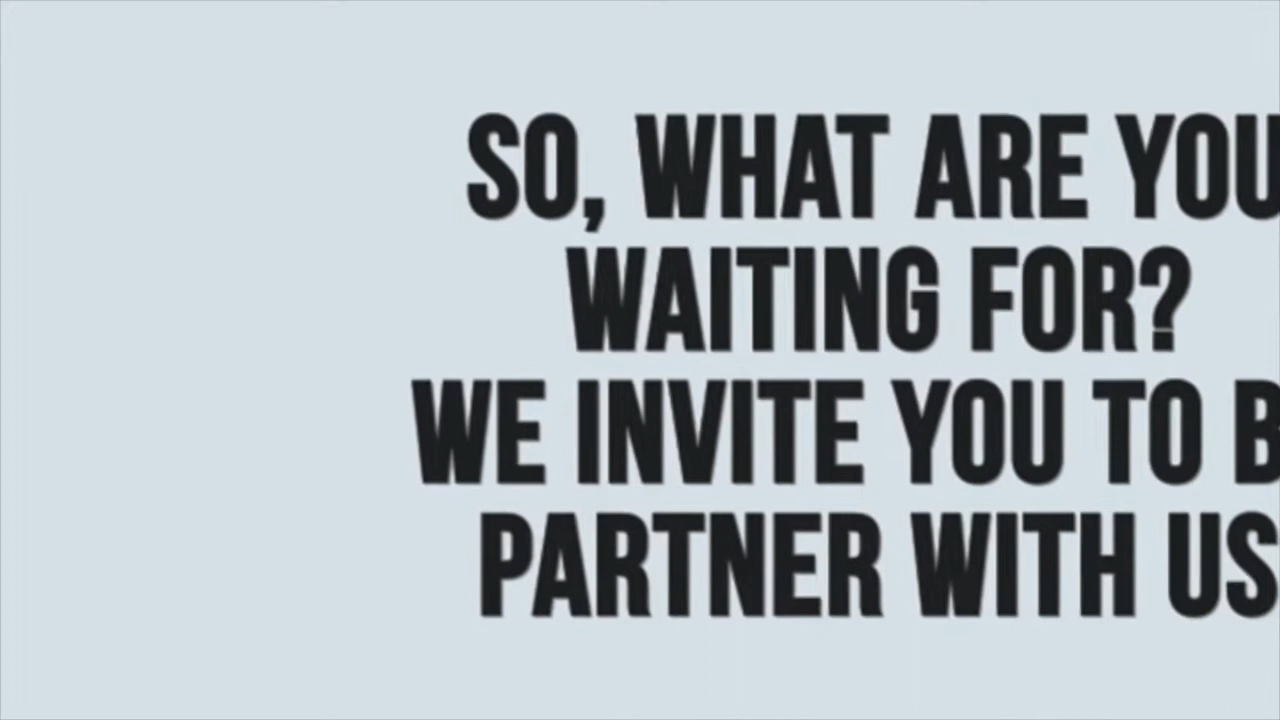 SO, WHAT ARE YOU
WAITING FOR?
WE INVITE YOU TO
PARTNER WITH US